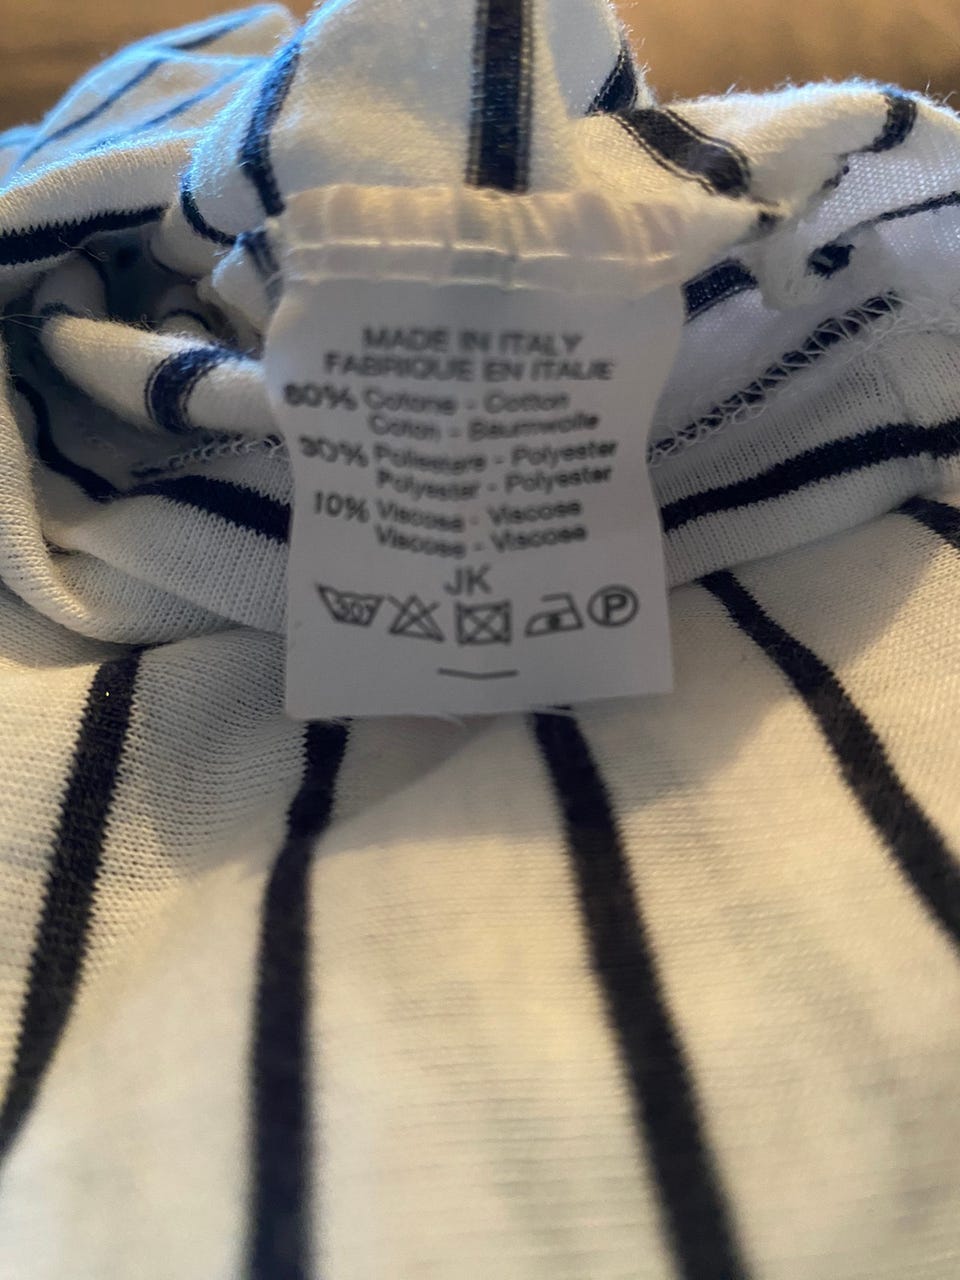 MADE IN ITALY
FABRIQUE EN ITALIE
60% Cotone - Cotton
Coton - Baumwolle
30% Poliestere - Polyester
Polyester - Polyester
10% Viscosa - Viscose
Viscose - Viscose
JK
30° P